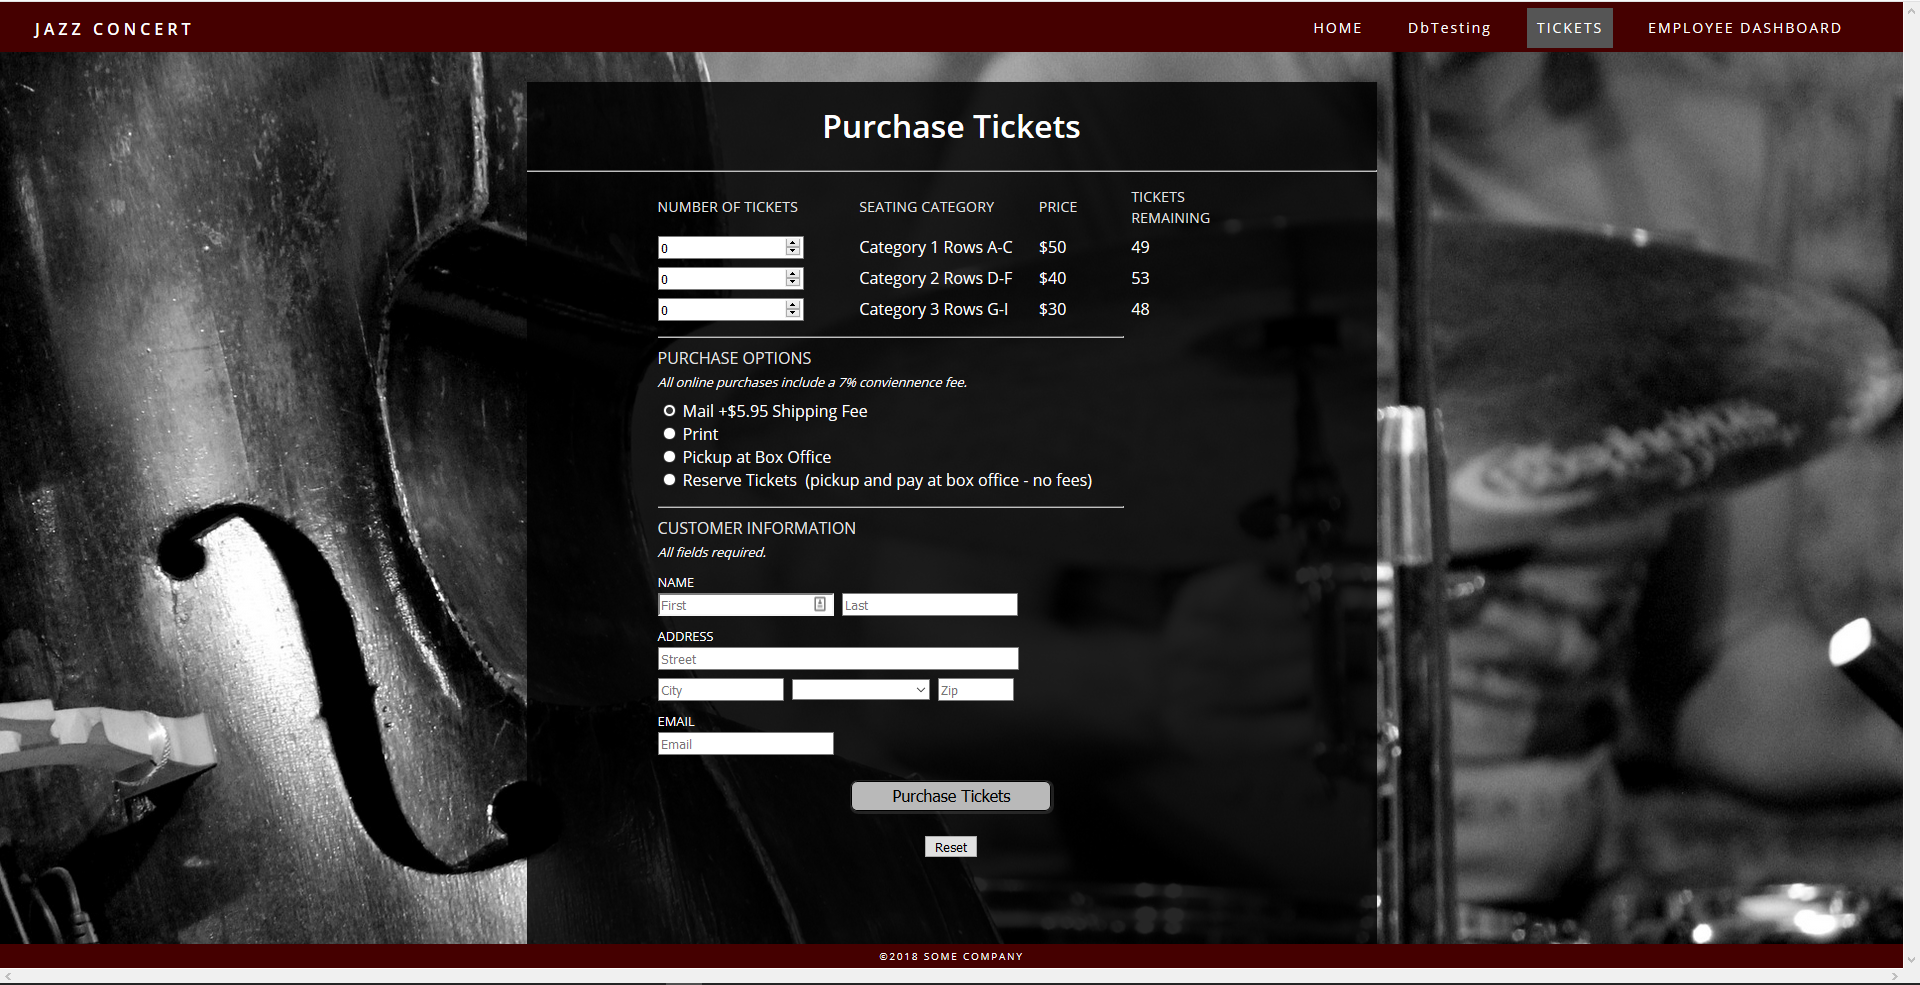 JAZZ CONCERT HOME DbTesting TICKETS EMPLOYEE DASHBOARD
Purchase Tickets
NUMBER OF TICKETS SEATING CATEGORY PRICE TICKETS REMAINING
0 Category 1 Rows A-C $50 49
0 Category 2 Rows D-F $40 53
0 Category 3 Rows G-I $30 48
PURCHASE OPTIONS
All online purchases include a 7% conviennence fee.
Mail +$5.95 Shipping Fee
Print
Pickup at Box Office
Reserve Tickets (pickup and pay at box office - no fees)
CUSTOMER INFORMATION
All fields required.
NAME
First Last
ADDRESS
Street
City Zip
EMAIL
Email
Purchase Tickets
Reset
©2018 SOME COMPANY